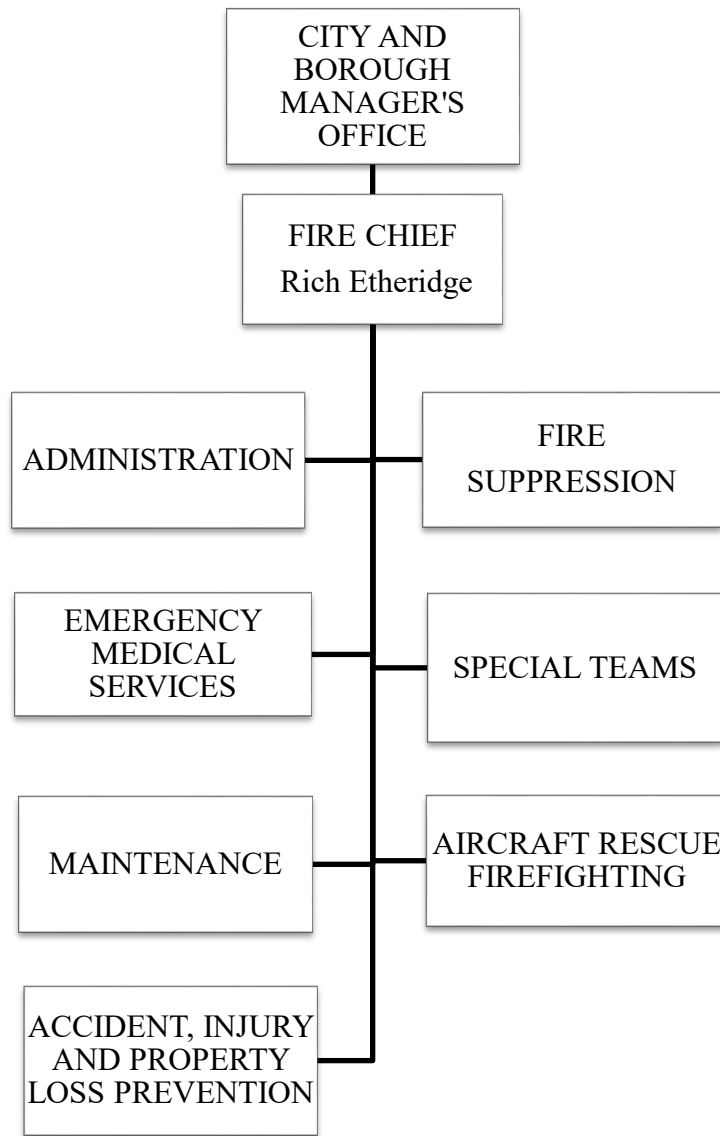 CITY AND
BOROUGH
MANAGER'S
OFFICE
FIRE CHIEF
Rich Etheridge
ADMINISTRATION
FIRE
SUPPRESSION
EMERGENCY
MEDICAL
SERVICES
SPECIAL TEAMS
MAINTENANCE
AIRCRAFT RESCUE
FIREFIGHTING
ACCIDENT, INJURY
AND PROPERTY
LOSS PREVENTION